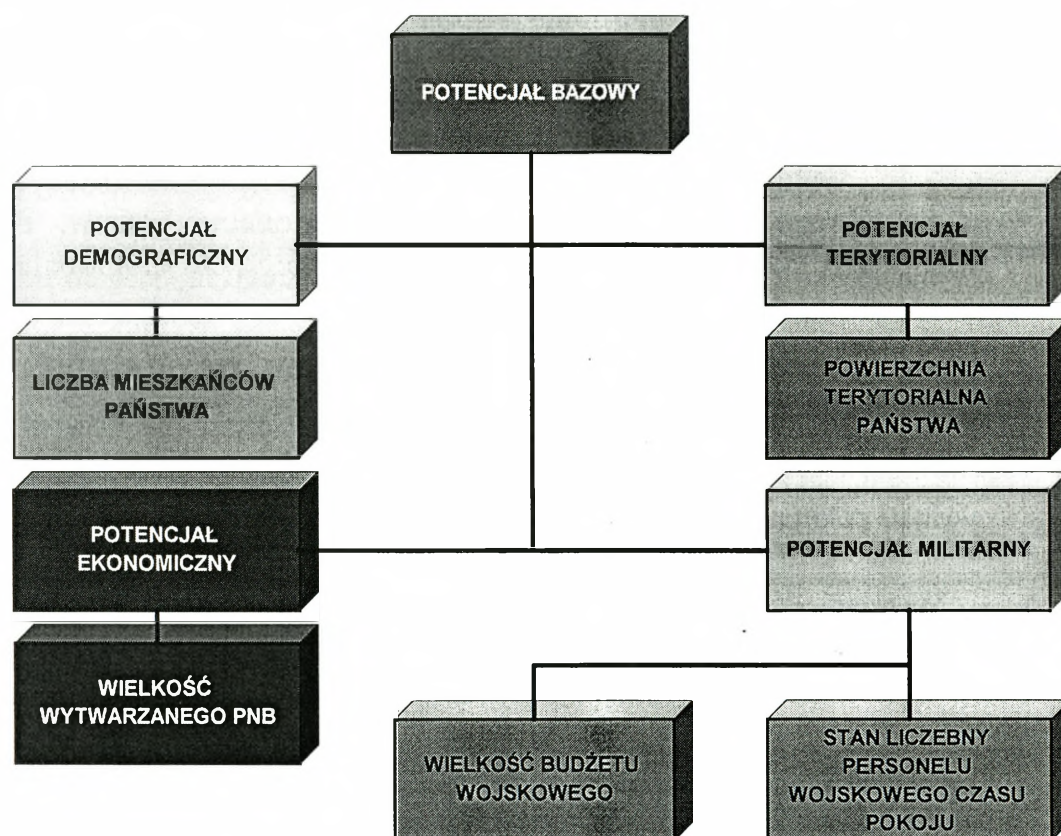 POTENCJAŁ BAZOWY
POTENCJAŁ
DEMOGRAFICZNY
POTENCJAŁ
TERYTORIALNY
LICZBA MIESZKAŃCÓW
PAŃSTWA
POWIERZCHNIA
TERYTORIALNA
PAŃSTWA
POTENCJAŁ
EKONOMICZNY
POTENCJAŁ MILITARNY
WIELKOŚĆ
WYTWARZANEGO PNB
WIELKOŚĆ BUDŻETU
WOJSKOWEGO
STAN LICZEBNY
PERSONELU
WOJSKOWEGO CZASU
POKOJU